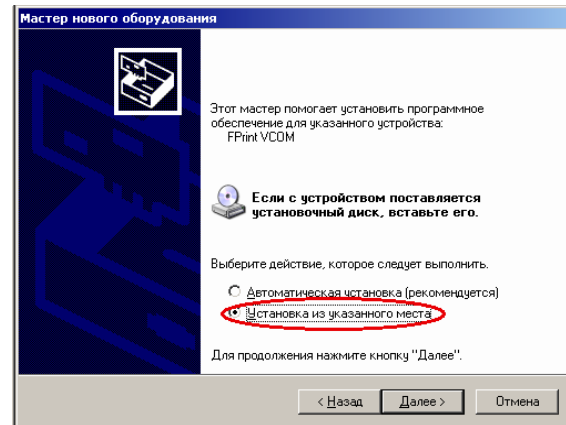 Мастер нового оборудования
Этот мастер помогает установить программное
обеспечение для указанного устройства:
FPrint VCOM
Если с устройством поставляется
установочный диск, вставьте его.
Выберите действие, которое следует выполнить.
Автоматическая установка (рекомендуется)
Установка из указанного места
Для продолжения нажмите кнопку "Далее".
< Назад Далее > Отмена